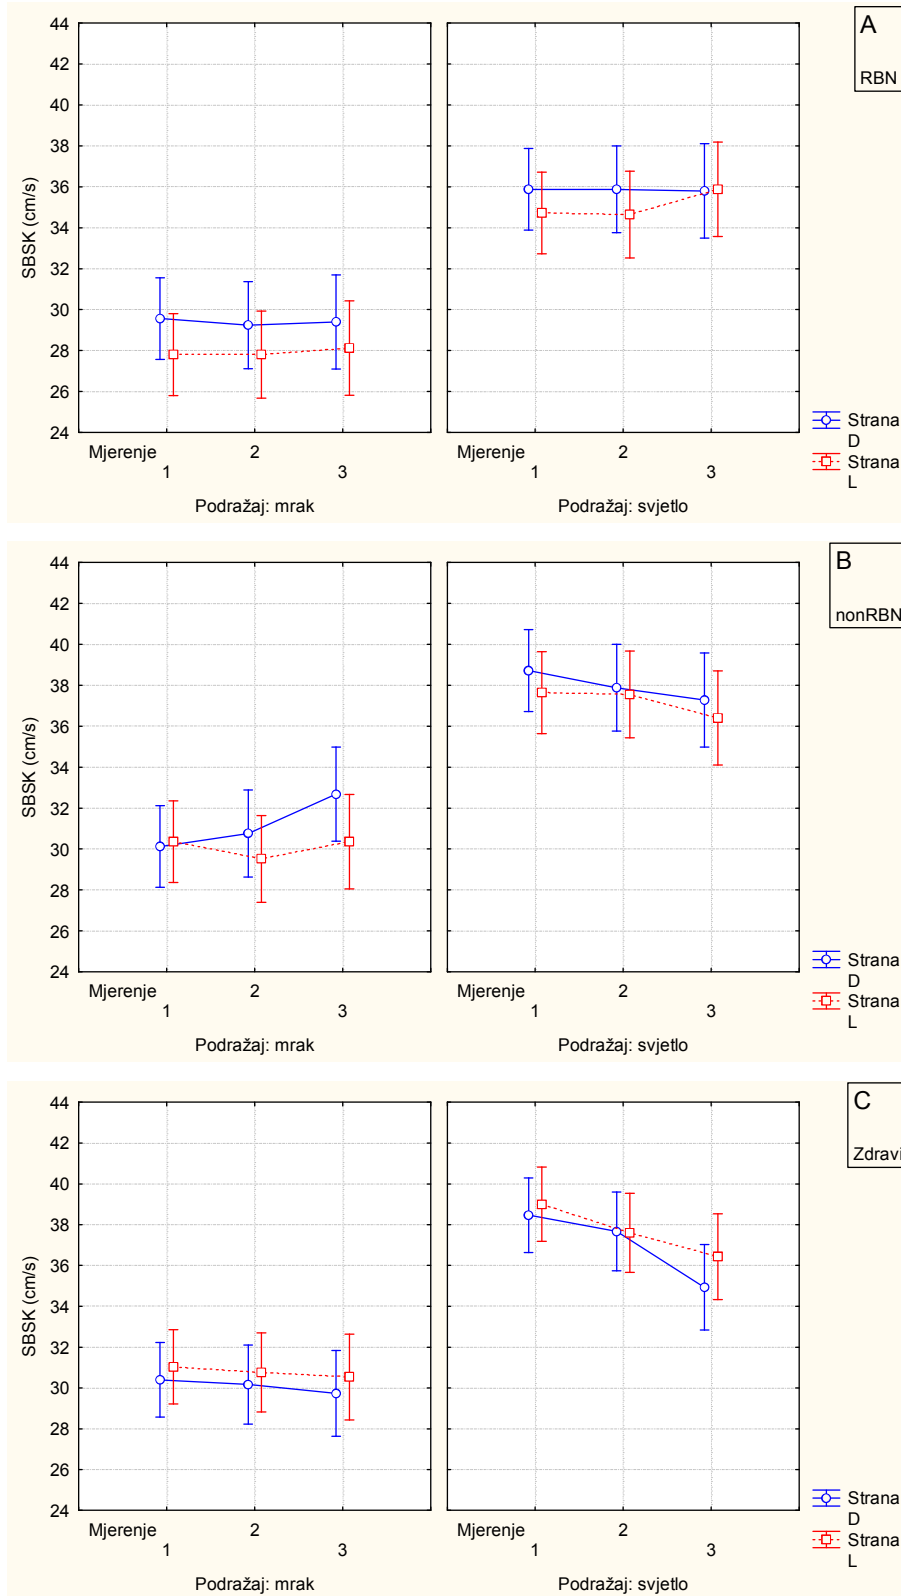 A
RBN
44
42
40
38
36
34
32
30
28
26
24
SBSK (cm/s)
Mjerenje 1 2 3
1 2 3
Podražaj: mrak
Podražaj: svjetlo
Strana D
Strana L
B
nonRBN
44
42
40
38
36
34
32
30
28
26
24
SBSK (cm/s)
Mjerenje 1 2 3
1 2 3
Podražaj: mrak
Podražaj: svjetlo
Strana D
Strana L
C
Zdravi
44
42
40
38
36
34
32
30
28
26
24
SBSK (cm/s)
Mjerenje 1 2 3
1 2 3
Podražaj: mrak
Podražaj: svjetlo
Strana D
Strana L